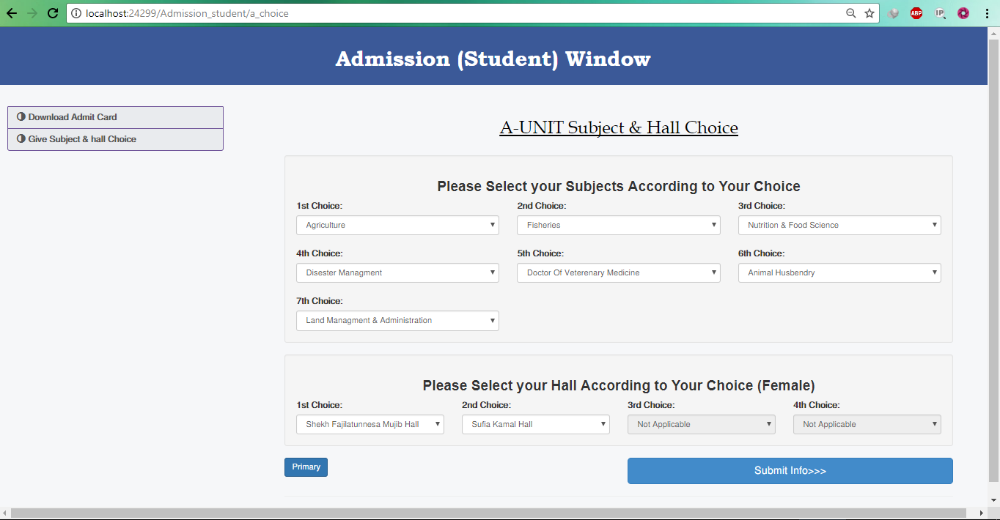 localhost:24299/Admission_student/a_choice
ABP
IP
Admission (Student) Window
Download Admit Card
Give Subject & hall Choice
A-UNIT Subject & Hall Choice
Please Select your Subjects According to Your Choice
1st Choice: 2nd Choice: 3rd Choice:
Agriculture Fisheries Nutrition & Food Science
4th Choice: 5th Choice: 6th Choice:
Disester Managment Doctor Of Veterenary Medicine Animal Husbendry
7th Choice:
Land Managment & Administration
Please Select your Hall According to Your Choice (Female)
1st Choice: 2nd Choice: 3rd Choice: 4th Choice:
Shekh Fajilatunnesa Mujib Hall Sufia Kamal Hall Not Applicable Not Applicable
Primary Submit Info>>>